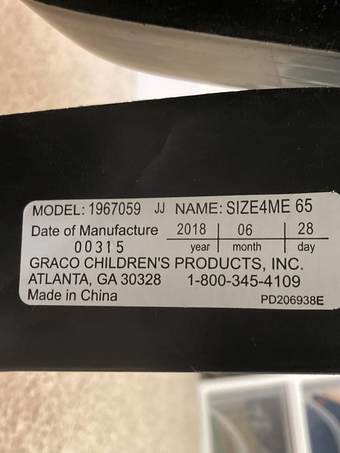 MODEL: 1967059 JJ NAME: SIZE4ME 65
Date of Manufacture 2018 | 06 | 28
00315 year | month | day
GRACO CHILDREN'S PRODUCTS, INC.
ATLANTA, GA 30328 1-800-345-4109
Made in China PD206938E